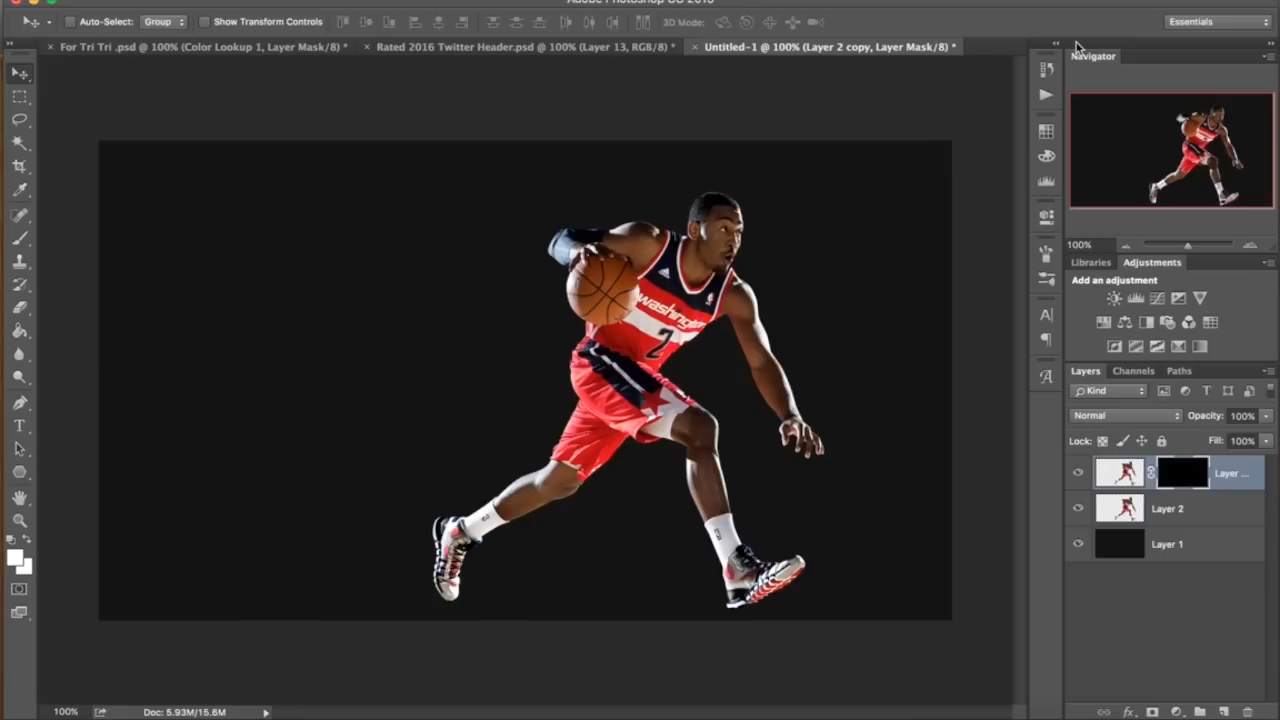 Adobe Photoshop CC 2015
Auto-Select: Group Show Transform Controls 3D Mode: Essentials
For Tri Tri .psd @ 100% (Color Lookup 1, Layer Mask/8) * Rated 2016 Twitter Header.psd @ 100% (Layer 13, RGB/8) * Untitled-1 @ 100% (Layer 2 copy, Layer Mask/8) *
Navigator
100%
Libraries Adjustments
Add an adjustment
Layers Channels Paths
Kind
Normal Opacity: 100%
Lock: Fill: 100%
Layer ...
Layer 2
Layer 1
washington
2
100% Doc: 5.93M/15.6M